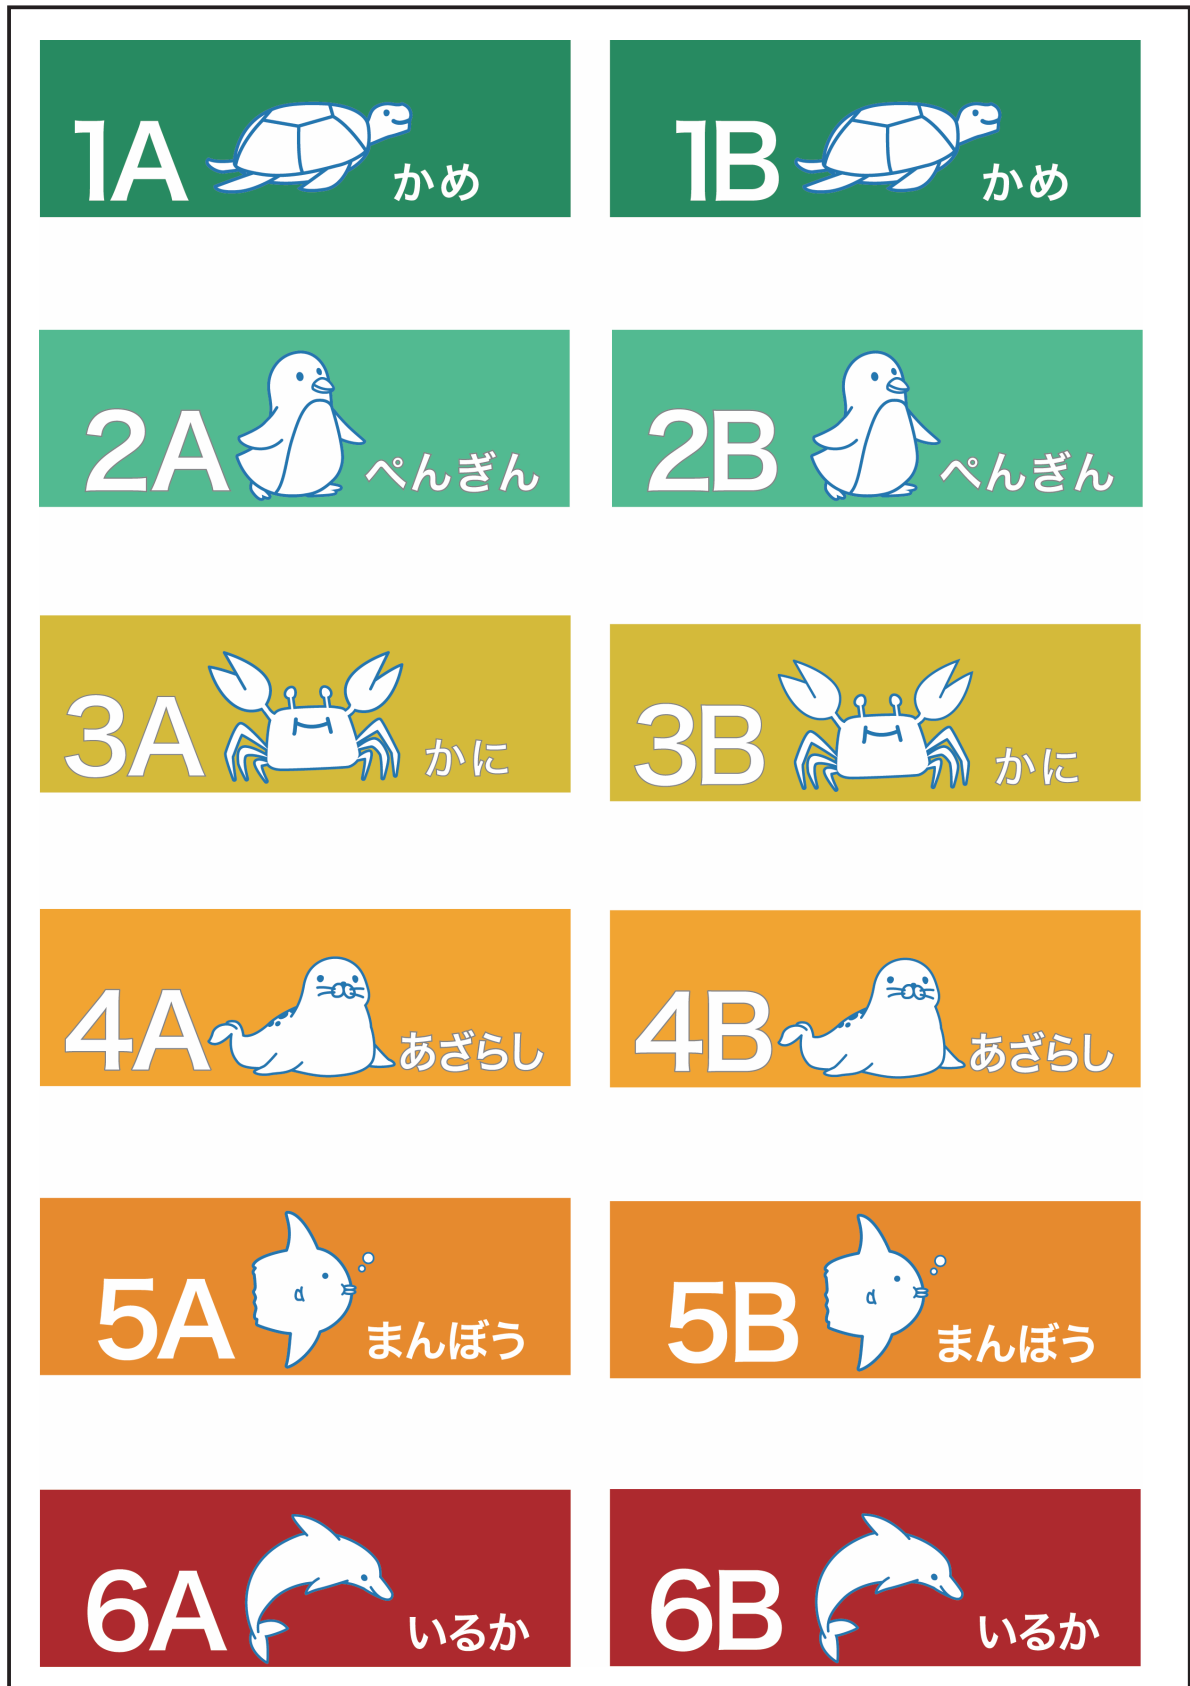 1A かめ
1B かめ
2A ぺんぎん
2B ぺんぎん
3A かに
3B かに
4A あざらし
4B あざらし
5A まんぼう
5B まんぼう
6A いるか
6B いるか